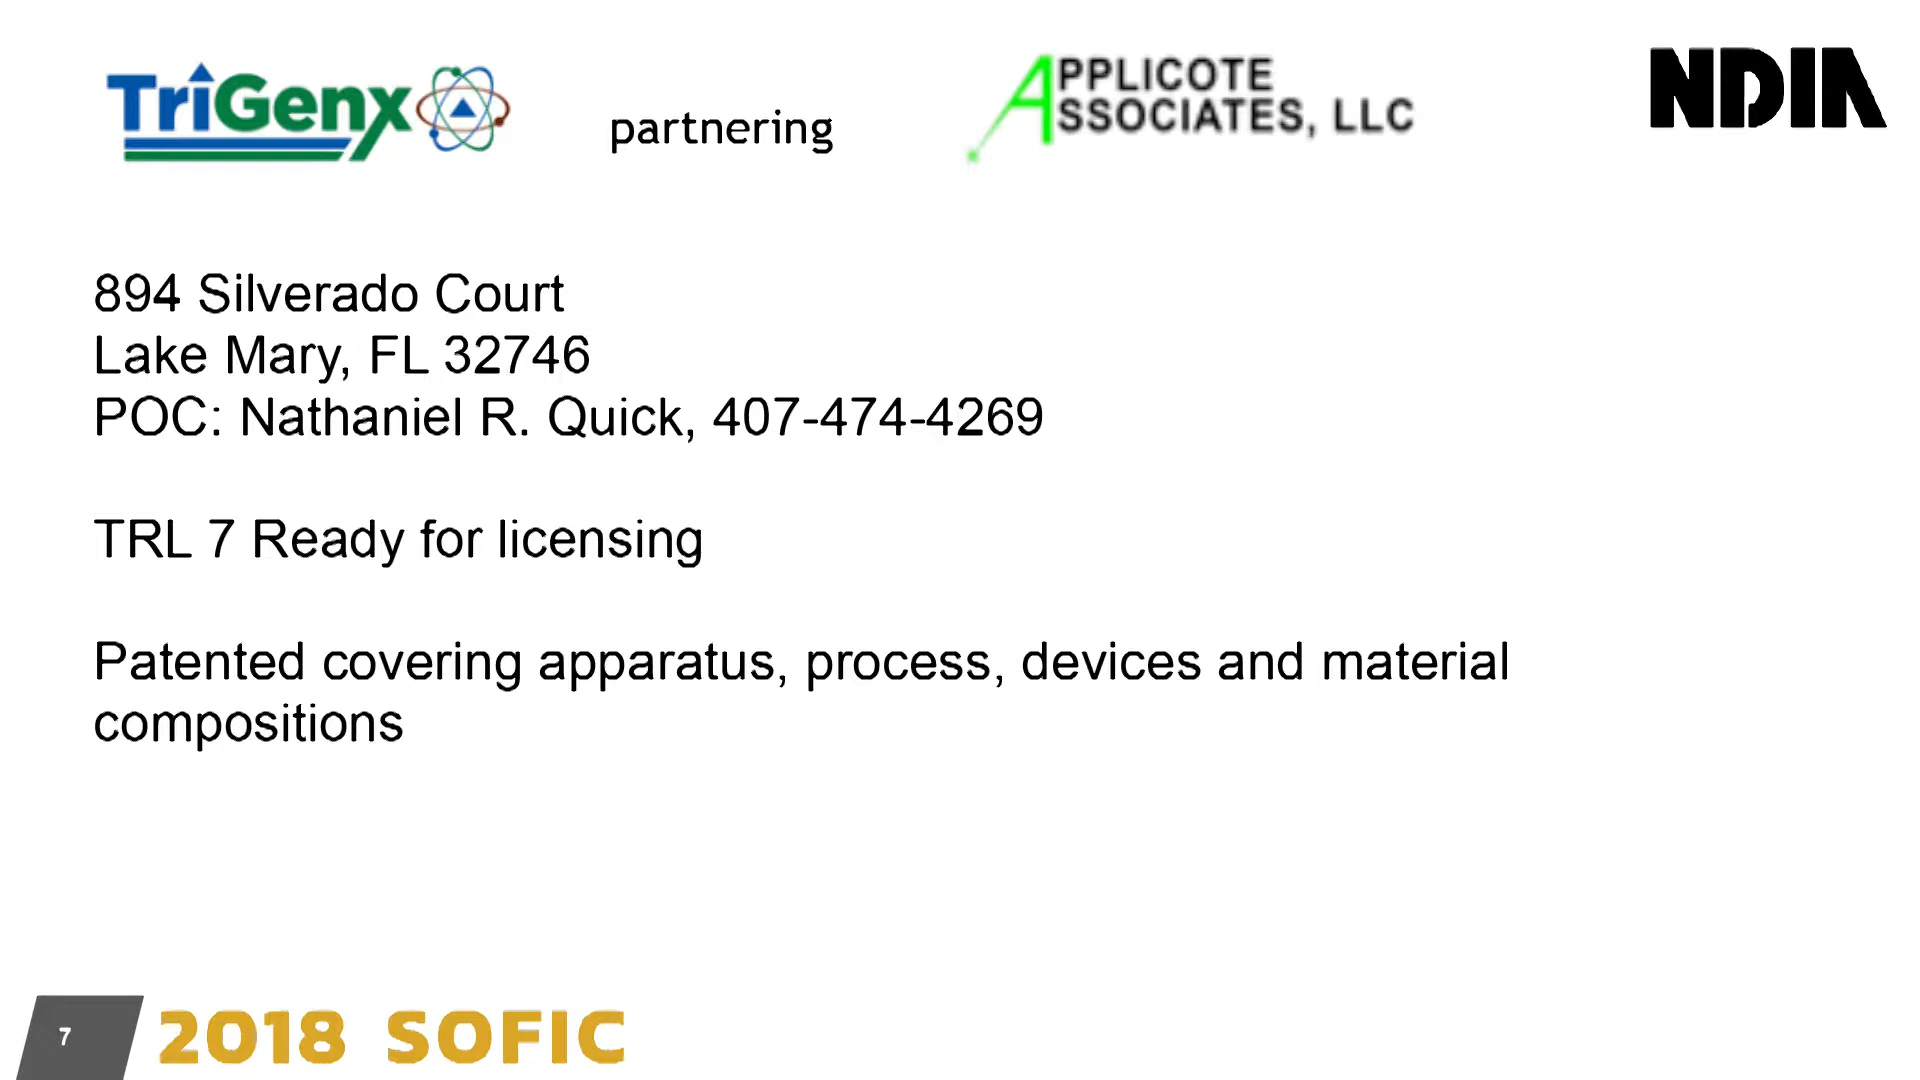 TriGenx partnering APPLICOTE ASSOCIATES, LLC NDIA
894 Silverado Court
Lake Mary, FL 32746
POC: Nathaniel R. Quick, 407-474-4269
TRL 7 Ready for licensing
Patented covering apparatus, process, devices and material
compositions
7 2018 SOFIC